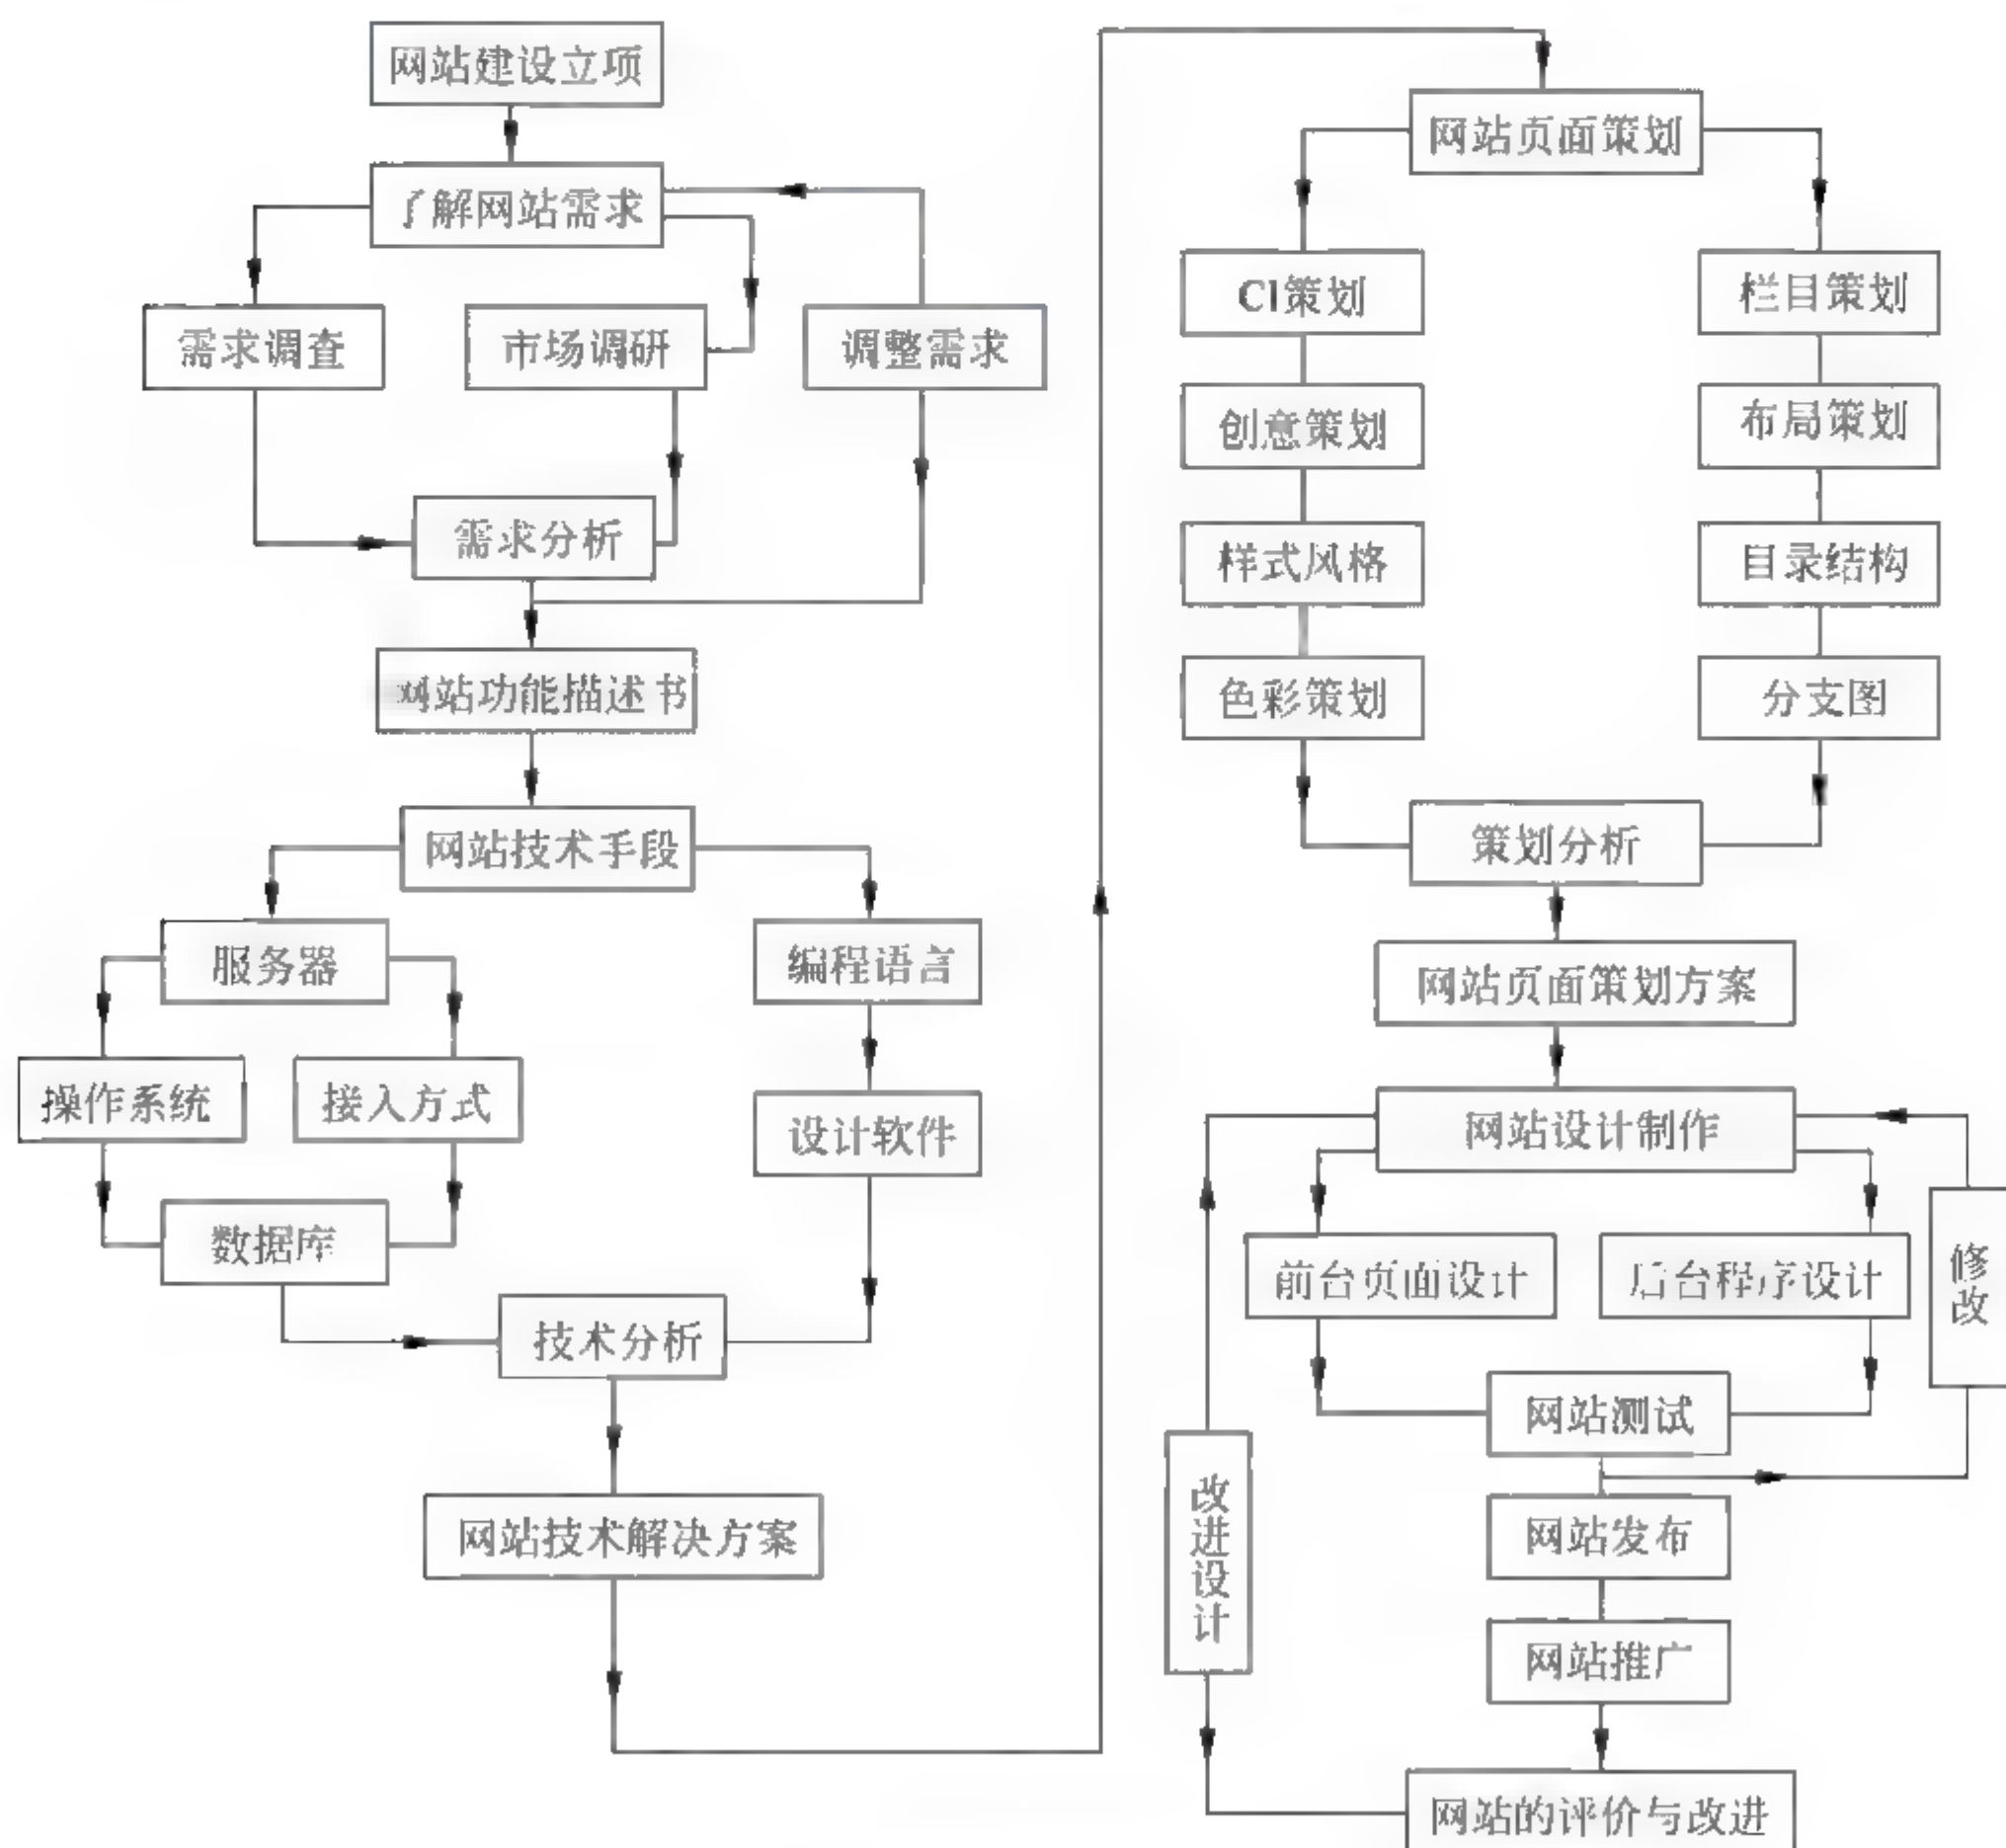 网站建设立项
了解网站需求
需求调查
市场调研
调整需求
需求分析
网站功能描述书
网站技术手段
服务器
编程语言
操作系统
接入方式
设计软件
数据库
技术分析
网站技术解决方案
网站页面策划
CI策划
栏目策划
创意策划
布局策划
样式风格
目录结构
色彩策划
分支图
策划分析
网站页面策划方案
网站设计制作
前台页面设计
后台程序设计
修改
网站测试
改进设计
网站发布
网站推广
网站的评价与改进